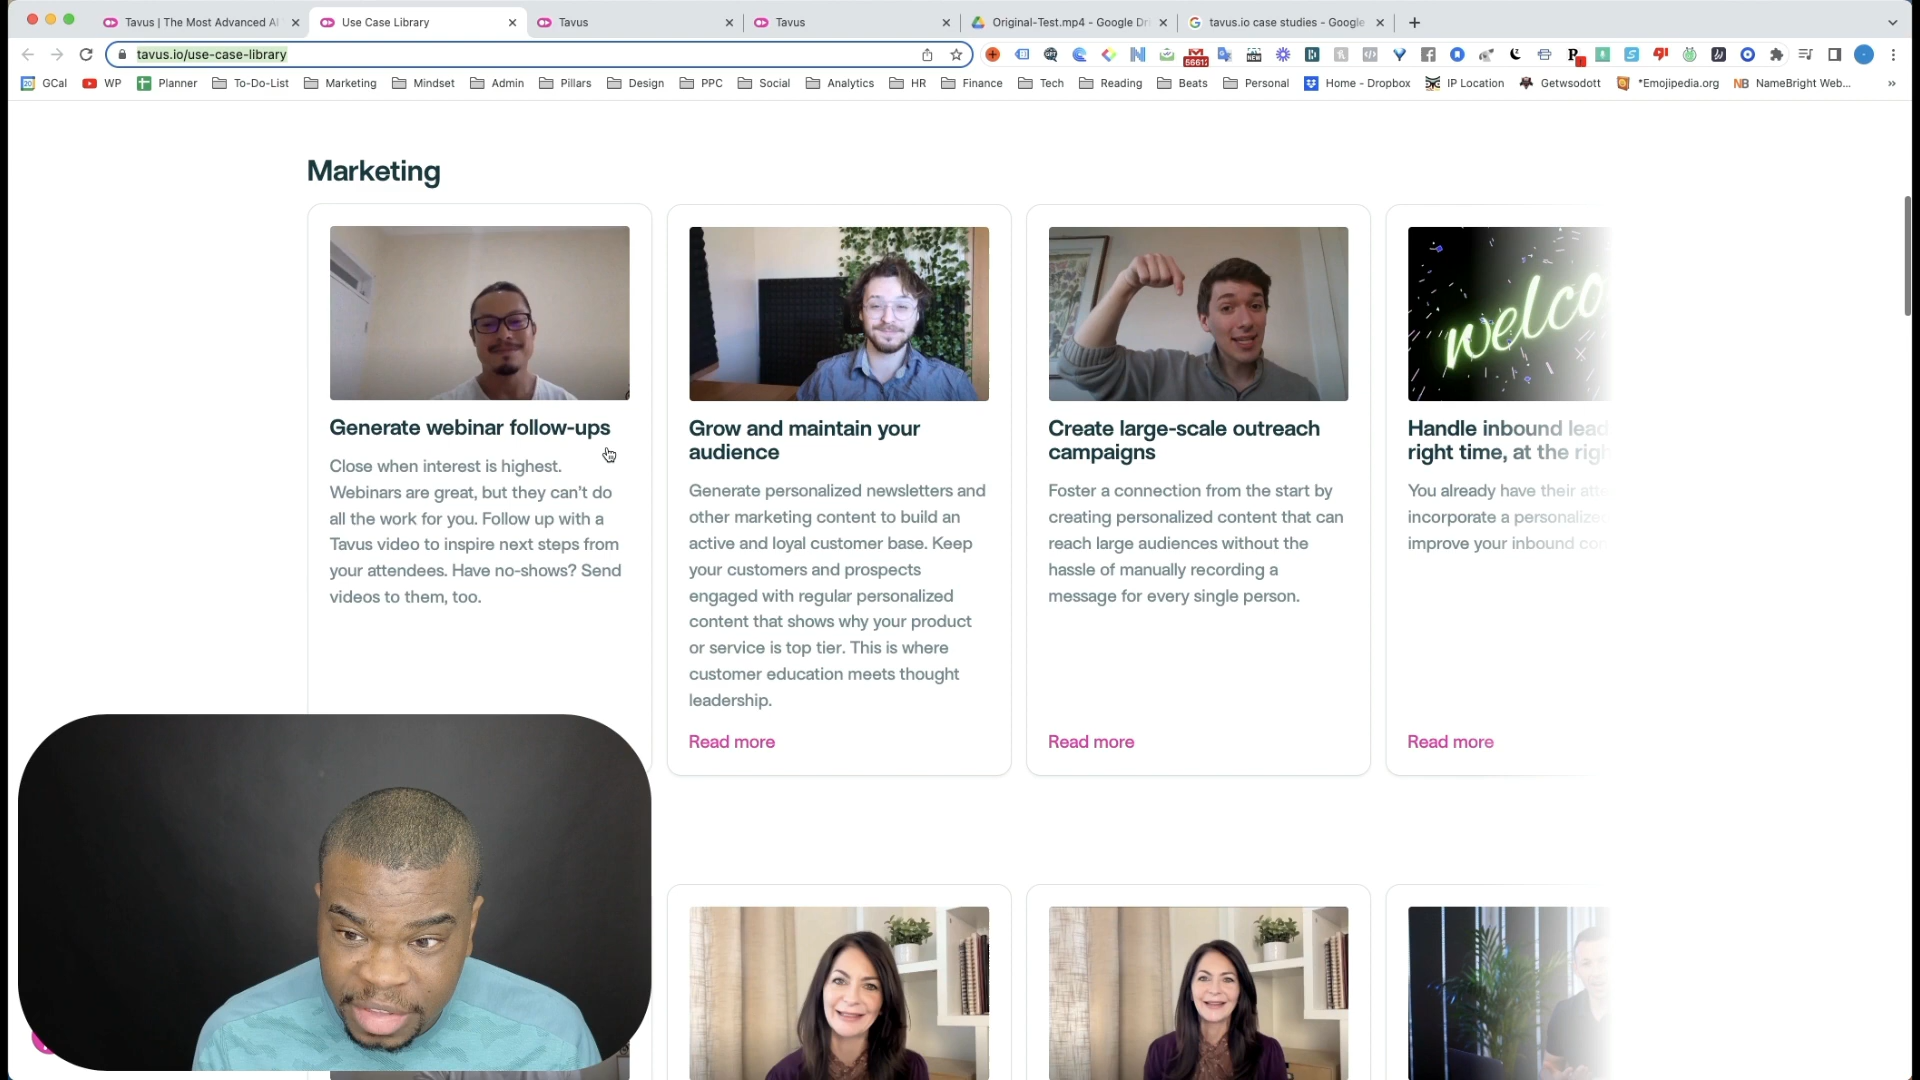 Tavus | The Most Advanced AI
Use Case Library
Tavus
Tavus
Original-Test.mp4 - Google Dri
tavus.io case studies - Google
tavus.io/use-case-library
56612
GCal
WP
Planner
To-Do-List
Marketing
Mindset
Admin
Pillars
Design
PPC
Social
Analytics
HR
Finance
Tech
Reading
Beats
Personal
Home - Dropbox
IP Location
Getwsodott
*Emojipedia.org
NB NameBright Web...
»
Marketing
welco
Generate webinar follow-ups
Close when interest is highest.
Webinars are great, but they can't do
all the work for you. Follow up with a
Tavus video to inspire next steps from
your attendees. Have no-shows? Send
videos to them, too.
Grow and maintain your
audience
Generate personalized newsletters and
other marketing content to build an
active and loyal customer base. Keep
your customers and prospects
engaged with regular personalized
content that shows why your product
or service is top tier. This is where
customer education meets thought
leadership.
Read more
Create large-scale outreach
campaigns
Foster a connection from the start by
creating personalized content that can
reach large audiences without the
hassle of manually recording a
message for every single person.
Read more
Handle inbound lead
right time, at the righ
You already have their atte
incorporate a personalized
improve your inbound con
Read more